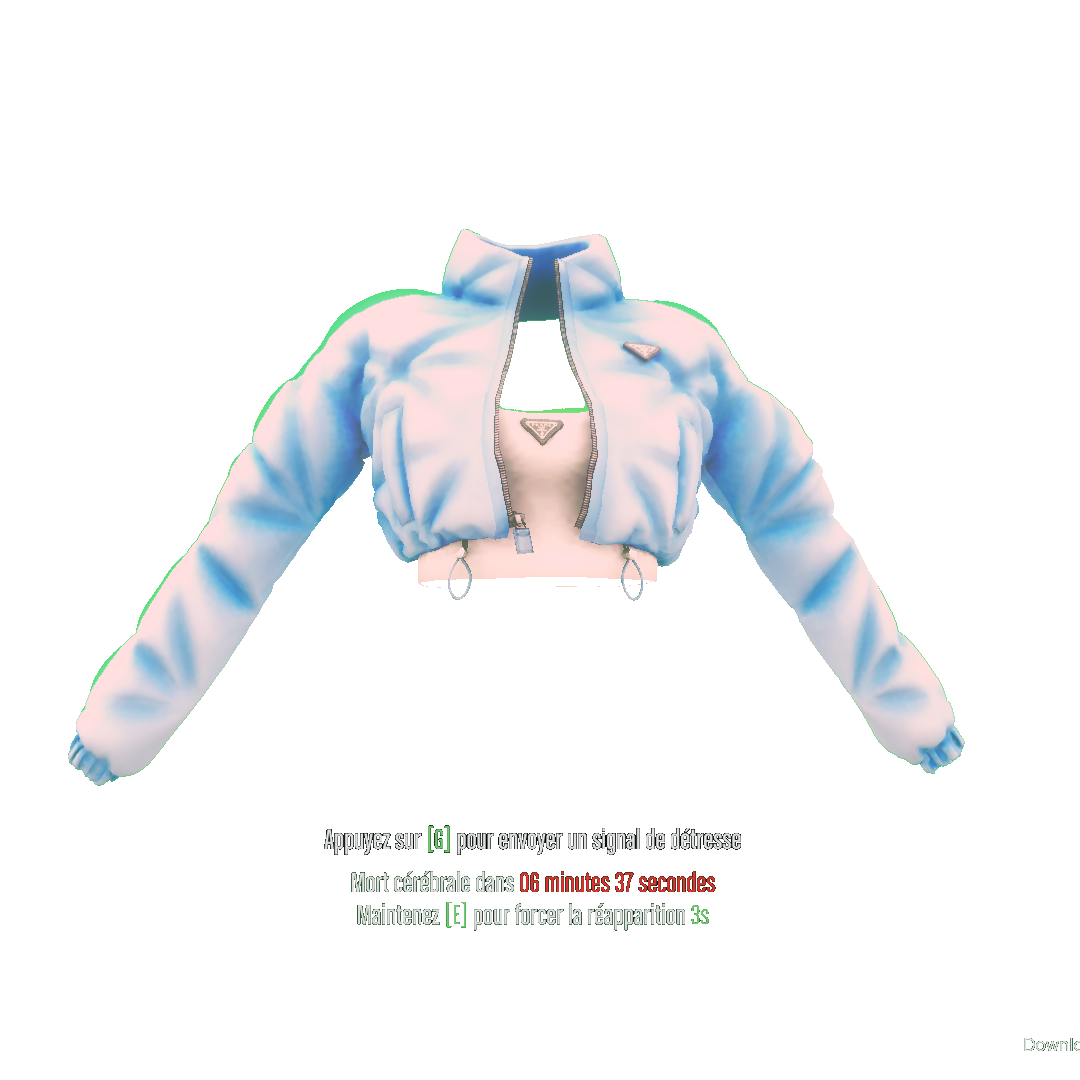 Appuyez sur [G] pour envoyer un signal de détresse
Mort cérébrale dans 06 minutes 37 secondes
Maintenez [E] pour forcer la réapparition 3s